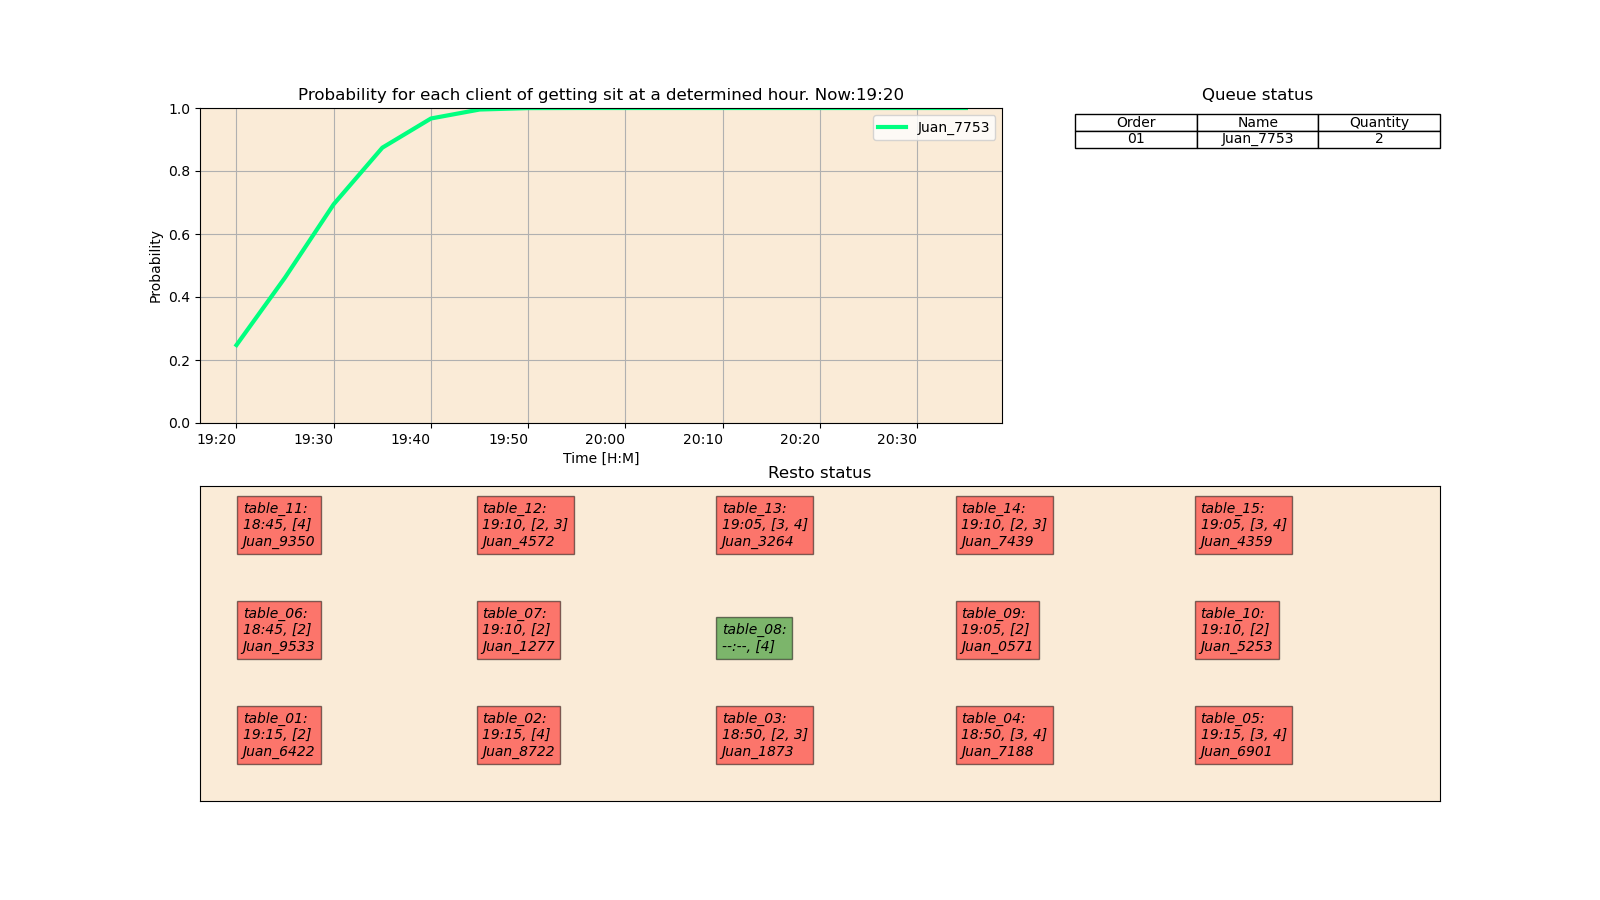 Probability for each client of getting sit at a determined hour. Now:19:20
1.0
0.8
0.6
0.4
0.2
0.0
Probability
Juan_7753
19:20 19:30 19:40 19:50 20:00 20:10 20:20 20:30
Time [H:M]
Queue status
Order Name Quantity
01 Juan_7753 2
Resto status
table_11:
18:45, [4]
Juan_9350
table_12:
19:10, [2, 3]
Juan_4572
table_13:
19:05, [3, 4]
Juan_3264
table_14:
19:10, [2, 3]
Juan_7439
table_15:
19:05, [3, 4]
Juan_4359
table_06:
18:45, [2]
Juan_9533
table_07:
19:10, [2]
Juan_1277
table_08:
--:--, [4]
table_09:
19:05, [2]
Juan_0571
table_10:
19:10, [2]
Juan_5253
table_01:
19:15, [2]
Juan_6422
table_02:
19:15, [4]
Juan_8722
table_03:
18:50, [2, 3]
Juan_1873
table_04:
18:50, [3, 4]
Juan_7188
table_05:
19:15, [3, 4]
Juan_6901